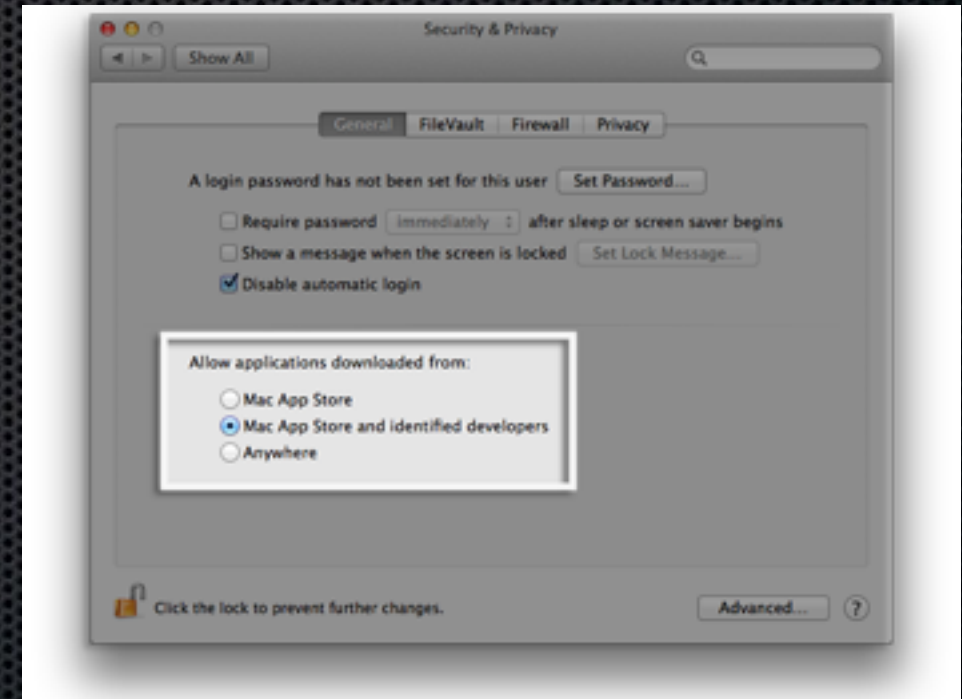 Security & Privacy
Show All
General FileVault Firewall Privacy
A login password has not been set for this user Set Password...
Require password immediately after sleep or screen saver begins
Show a message when the screen is locked Set Lock Message...
Disable automatic login
Allow applications downloaded from:
Mac App Store
Mac App Store and identified developers
Anywhere
Click the lock to prevent further changes. Advanced... ?